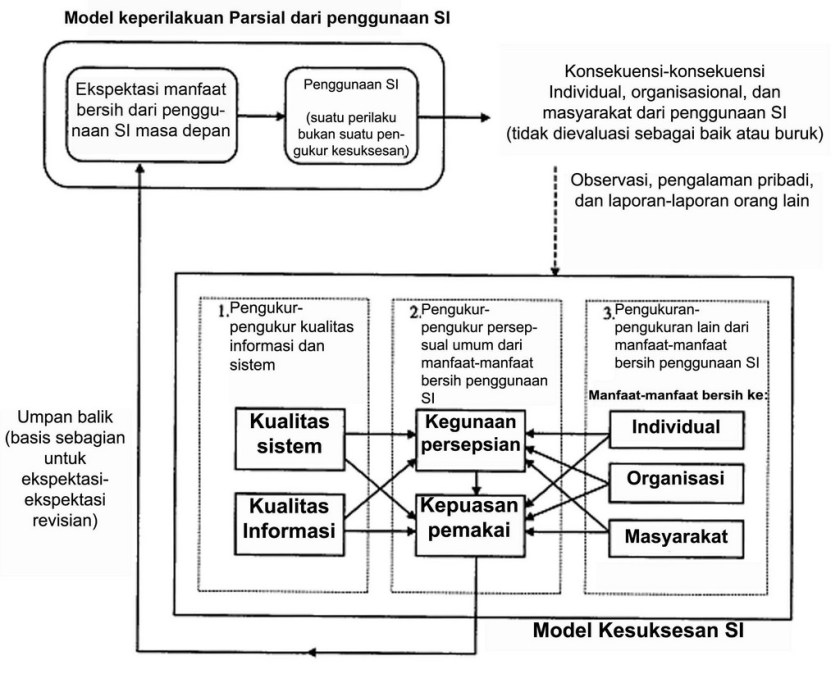 Model keperilakuan Parsial dari penggunaan SI
Ekspektasi manfaat
bersih dari penggu-
naan SI masa depan
Penggunaan SI
(suatu perilaku
bukan suatu pen-
gukur kesuksesan)
Konsekuensi-konsekuensi
Individual, organisasional, dan
masyarakat dari penggunaan SI
(tidak dievaluasi sebagai baik atau buruk)
Observasi, pengalaman pribadi,
dan laporan-laporan orang lain
1. Pengukur-
pengukur kualitas
informasi dan
sistem
Kualitas
sistem
Kualitas
Informasi
2. Pengukur-
pengukur persep-
sual umum dari
manfaat-manfaat
bersih penggunaan
SI
Kegunaan
persepsian
Kepuasan
pemakai
3. Pengukuran-
pengukuran lain dari
manfaat-manfaat
bersih penggunaan SI
Manfaat-manfaat bersih ke:
Individual
Organisasi
Masyarakat
Umpan balik
(basis sebagian
untuk
ekspektasi-
ekspektasi
revisian)
Model Kesuksesan SI